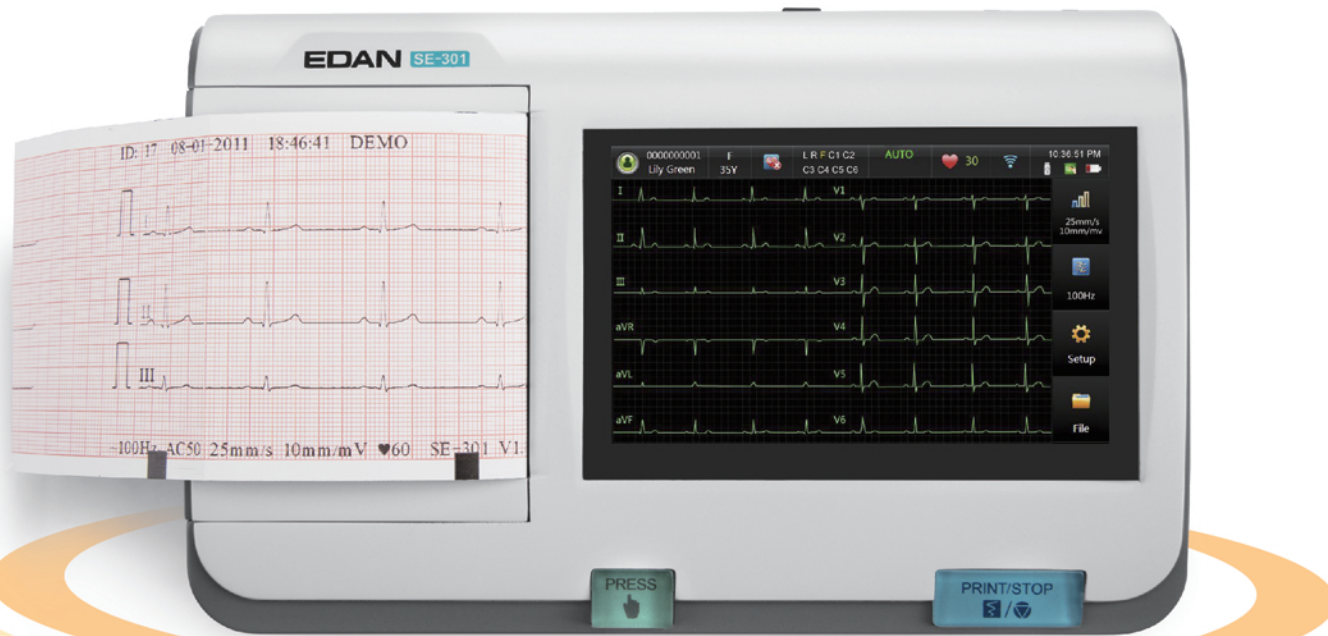 EDAN SE-301
ID: 17 08-01-2011 18:46:41 DEMO
I
II
III
~100Hz AC50 25mm/s 10mm/mV ♥60 SE-301 V1.
0000000001
Lily Green
F
35Y
L R F C1 C2
C3 C4 C5 C6
AUTO
30
10:36:51 PM
I
V1
II
V2
III
V3
aVR
V4
aVL
V5
aVF
V6
25mm/s
10mm/mv
100Hz
Setup
File
PRESS
PRINT/STOP